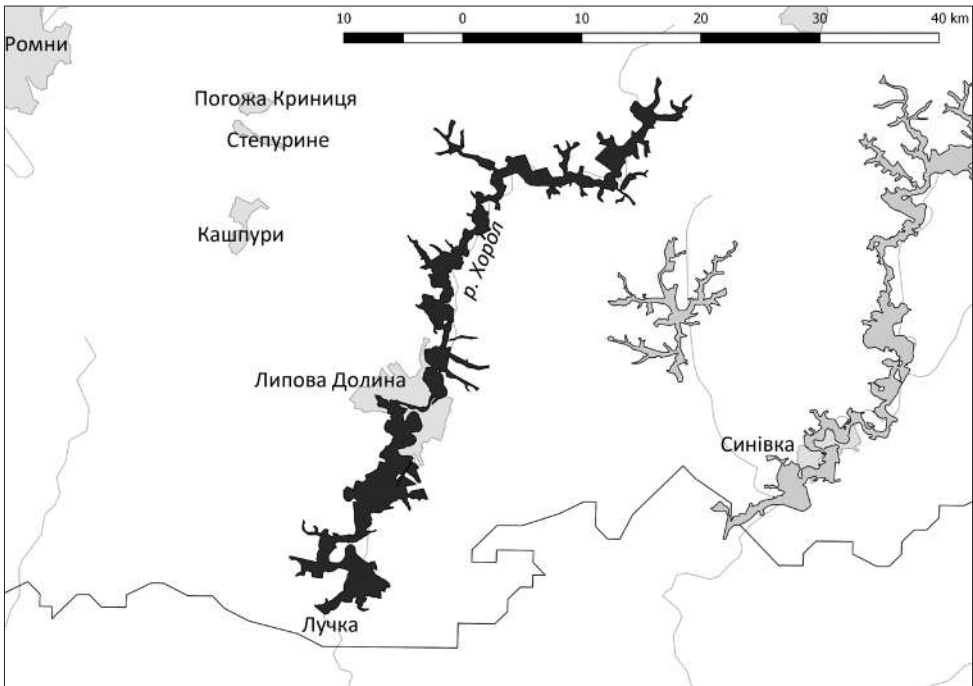 10 0 10 20 30 40 km
Ромни
Погожа Криниця
Степурине
Кашпури
р. Хорол
Липова Долина
Синівка
Лучка